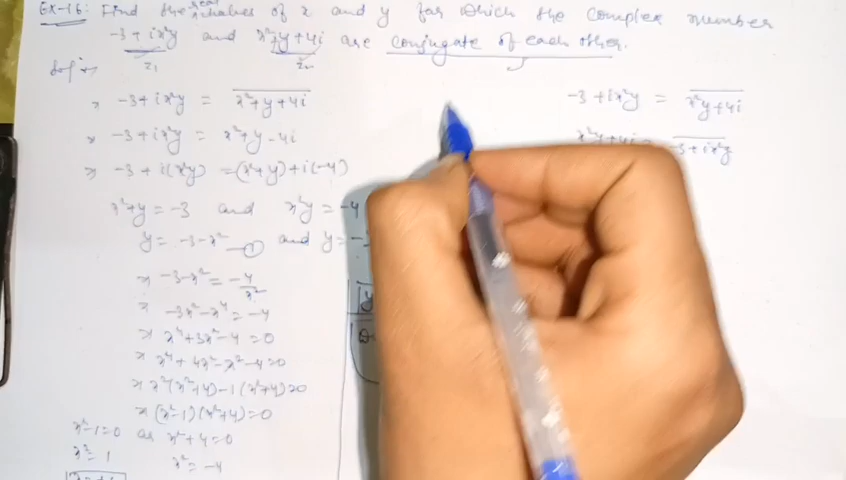 EX-16: Find the real values of x and y for which the complex number
-3+ix²y and x²+y+4i are conjugate of each other.
z₁ z₂
Solⁿ:
-3+ix²y = \overline{x²+y+4i}
-3+ix²y = x²+y-4i
-3+i(x²y) = (x²+y)+i(-4)
x²+y = -3 and x²y = -4
y = -3-x² ① and y =
-3-x² = -4/x²
-3x²-x⁴ = -4
x⁴+3x²-4=0
x⁴+4x²-x²-4=0
x²(x²+4)-1(x²+4)=0
(x²-1)(x²+4)=0
x²-1=0 or x²+4=0
x²=1 x²=-4
-3+ix²y = \overline{x²+y+4i}
-3+ix²y